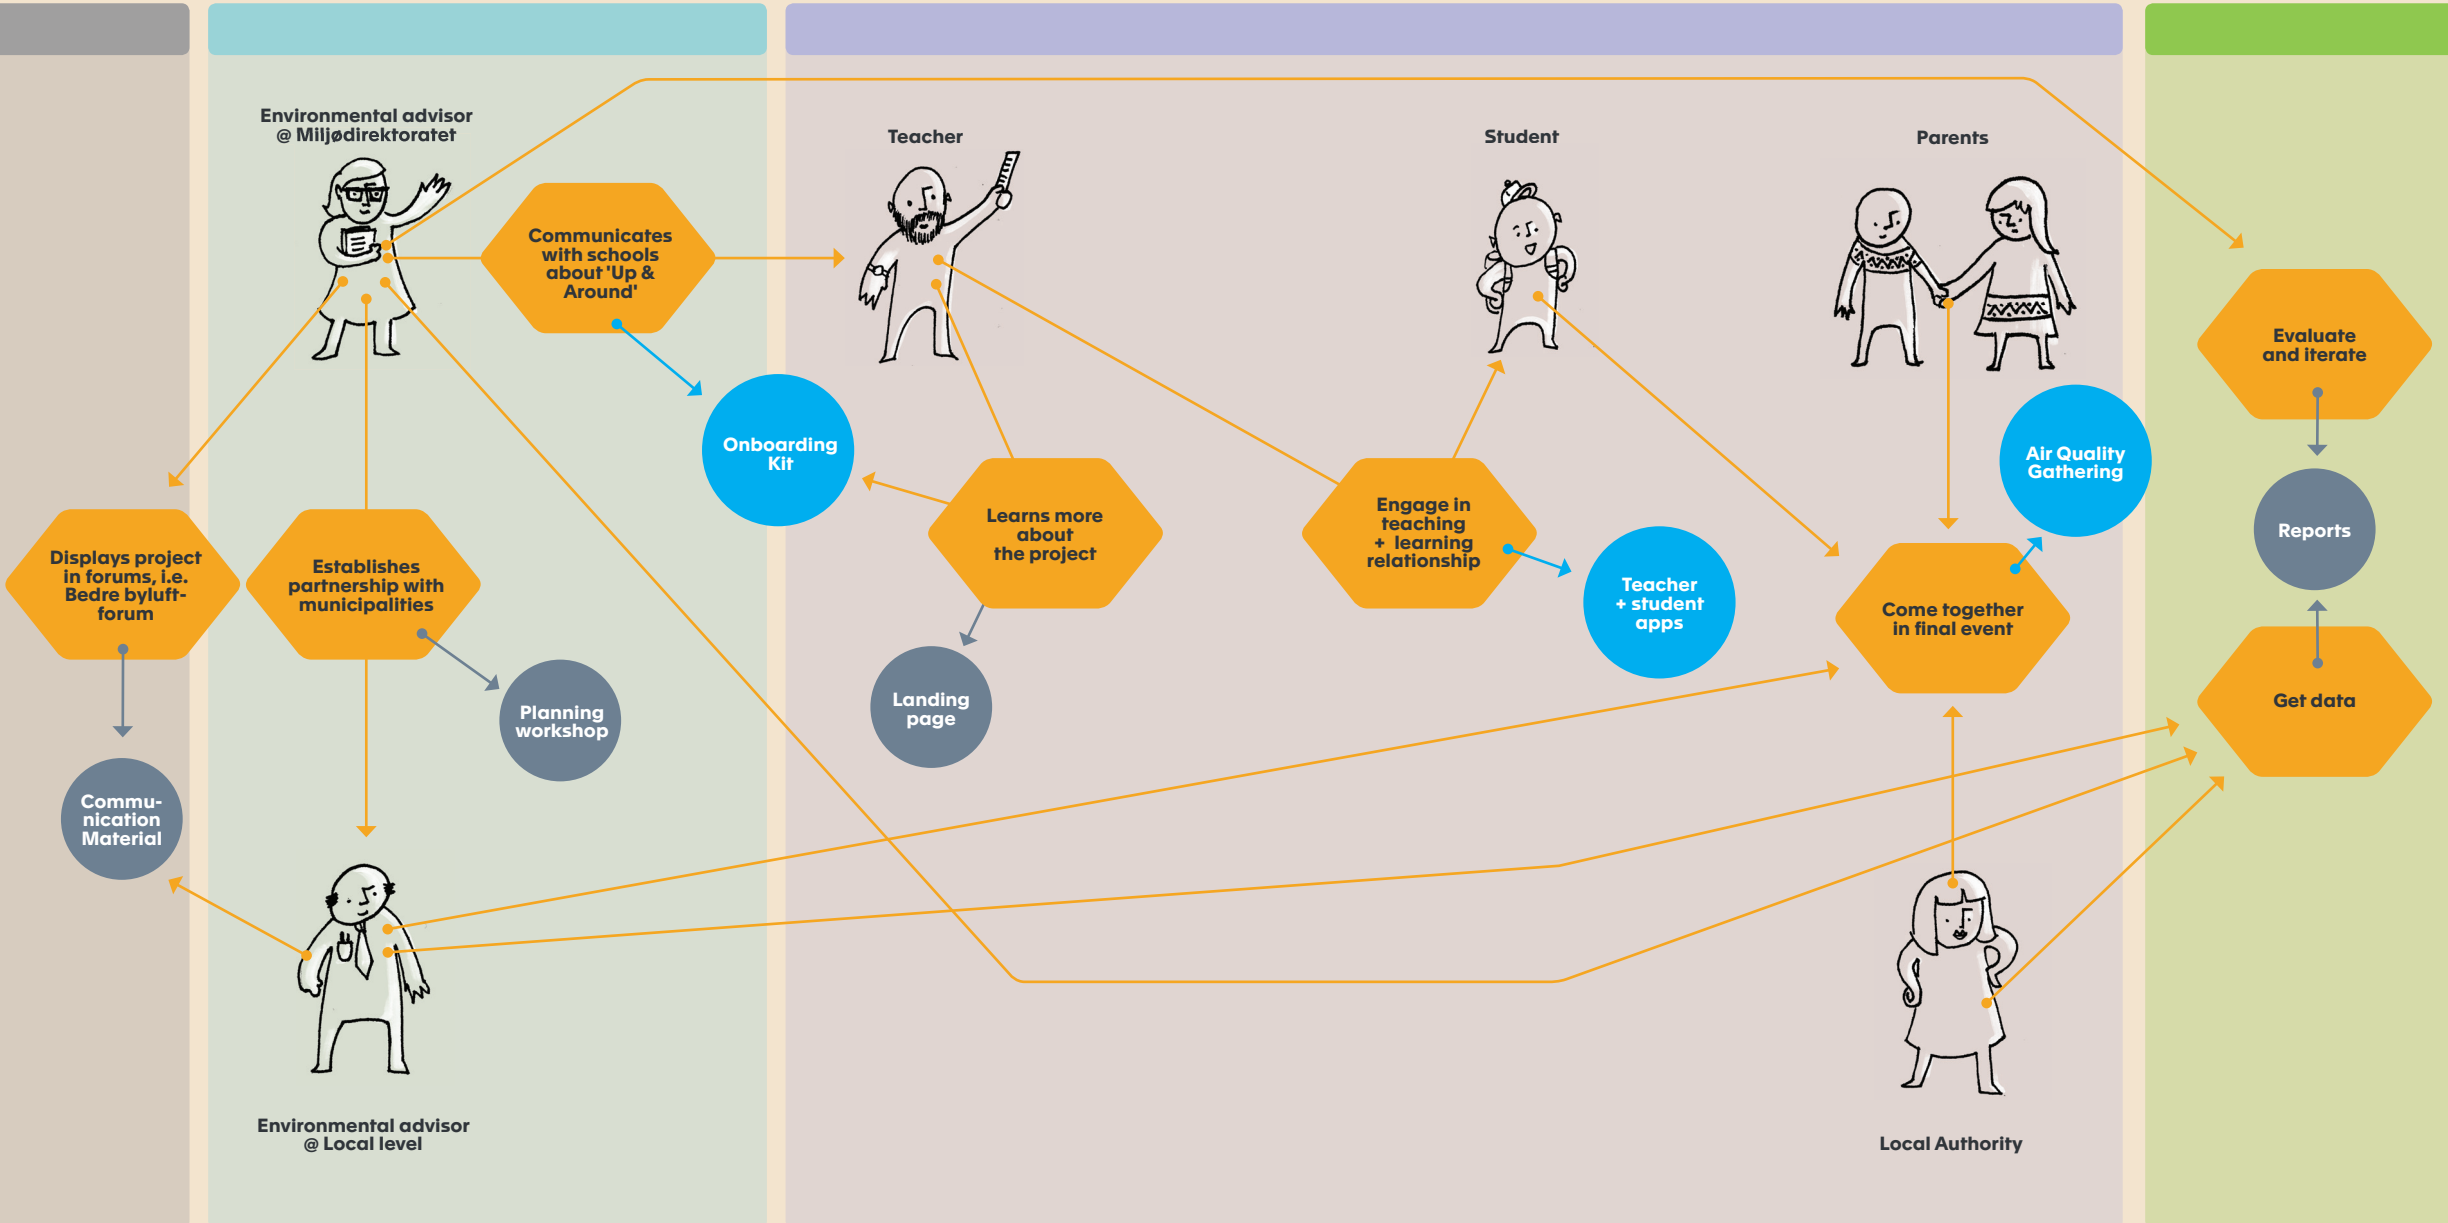 Environmental advisor
@ Miljødirektoratet
Teacher
Student
Parents
Communicates
with schools
about 'Up &
Around'
Evaluate
and iterate
Onboarding
Kit
Air Quality
Gathering
Engage in
teaching
+ learning
relationship
Learns more
about
the project
Reports
Displays project
in forums, i.e.
Bedre byluft-
forum
Establishes
partnership with
municipalities
Teacher
+ student
apps
Come together
in final event
Planning
workshop
Landing
page
Get data
Commu-
nication
Material
Environmental advisor
@ Local level
Local Authority